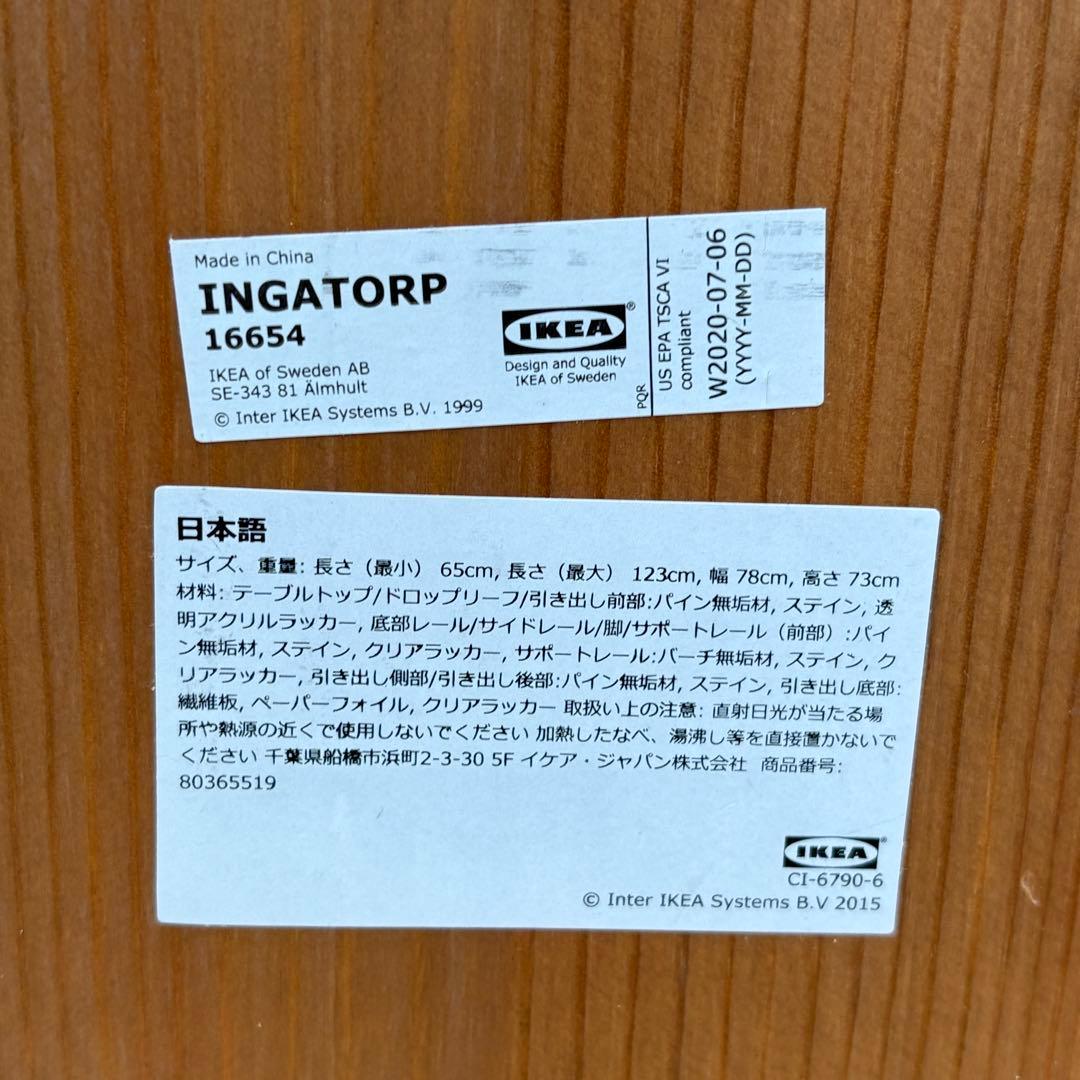 Made in China
INGATORP
16654
IKEA of Sweden AB
SE-343 81 Älmhult
© Inter IKEA Systems B.V. 1999
IKEA®
Design and Quality
IKEA of Sweden
PQR
US EPA TSCA VI
compliant
W2020-07-06
(YYYY-MM-DD)
日本語
サイズ、重量: 長さ（最小） 65cm, 長さ（最大） 123cm, 幅 78cm, 高さ 73cm
材料: テーブルトップ/ドロップリーフ/引き出し前部:パイン無垢材, ステイン, 透
明アクリルラッカー, 底部レール/サイドレール/脚/サポートレール（前部）:パイ
ン無垢材, ステイン, クリアラッカー, サポートレール:バーチ無垢材, ステイン, ク
リアラッカー, 引き出し側部/引き出し後部:パイン無垢材, ステイン, 引き出し底部:
繊維板, ペーパーフォイル, クリアラッカー 取扱い上の注意: 直射日光が当たる場
所や熱源の近くで使用しないでください 加熱したなべ、湯沸し等を直接置かないで
ください 千葉県船橋市浜町2-3-30 5F イケア・ジャパン株式会社 商品番号:
80365519
IKEA®
CI-6790-6
© Inter IKEA Systems B.V 2015